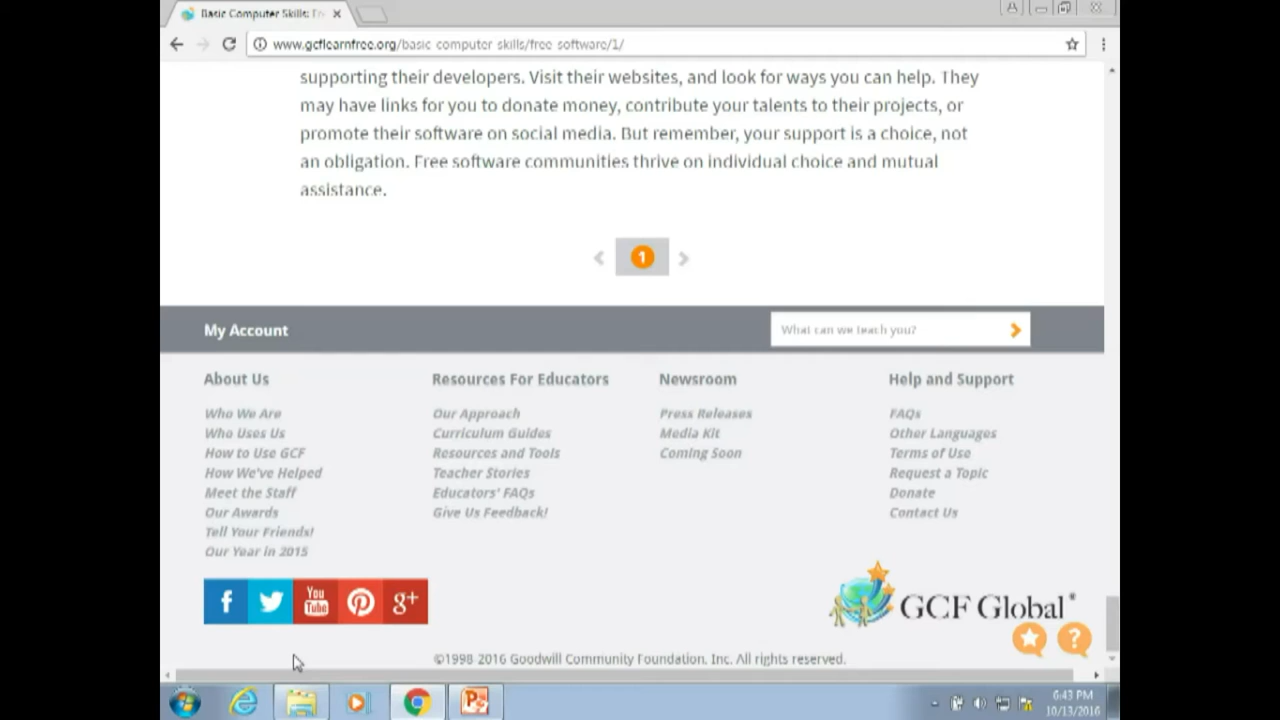 Basic Computer Skills: Fr
www.gcflearnfree.org/basic computer skills/free software/1/
supporting their developers. Visit their websites, and look for ways you can help. They
may have links for you to donate money, contribute your talents to their projects, or
promote their software on social media. But remember, your support is a choice, not
an obligation. Free software communities thrive on individual choice and mutual
assistance.
1
My Account
What can we teach you?
About Us
Who We Are
Who Uses Us
How to Use GCF
How We've Helped
Meet the Staff
Our Awards
Tell Your Friends!
Our Year in 2015
Resources For Educators
Our Approach
Curriculum Guides
Resources and Tools
Teacher Stories
Educators' FAQs
Give Us Feedback!
Newsroom
Press Releases
Media Kit
Coming Soon
Help and Support
FAQs
Other Languages
Terms of Use
Request a Topic
Donate
Contact Us
You
Tube
g+
GCF Global®
©1998 2016 Goodwill Community Foundation, Inc. All rights reserved.
6:43 PM
10/13/2016